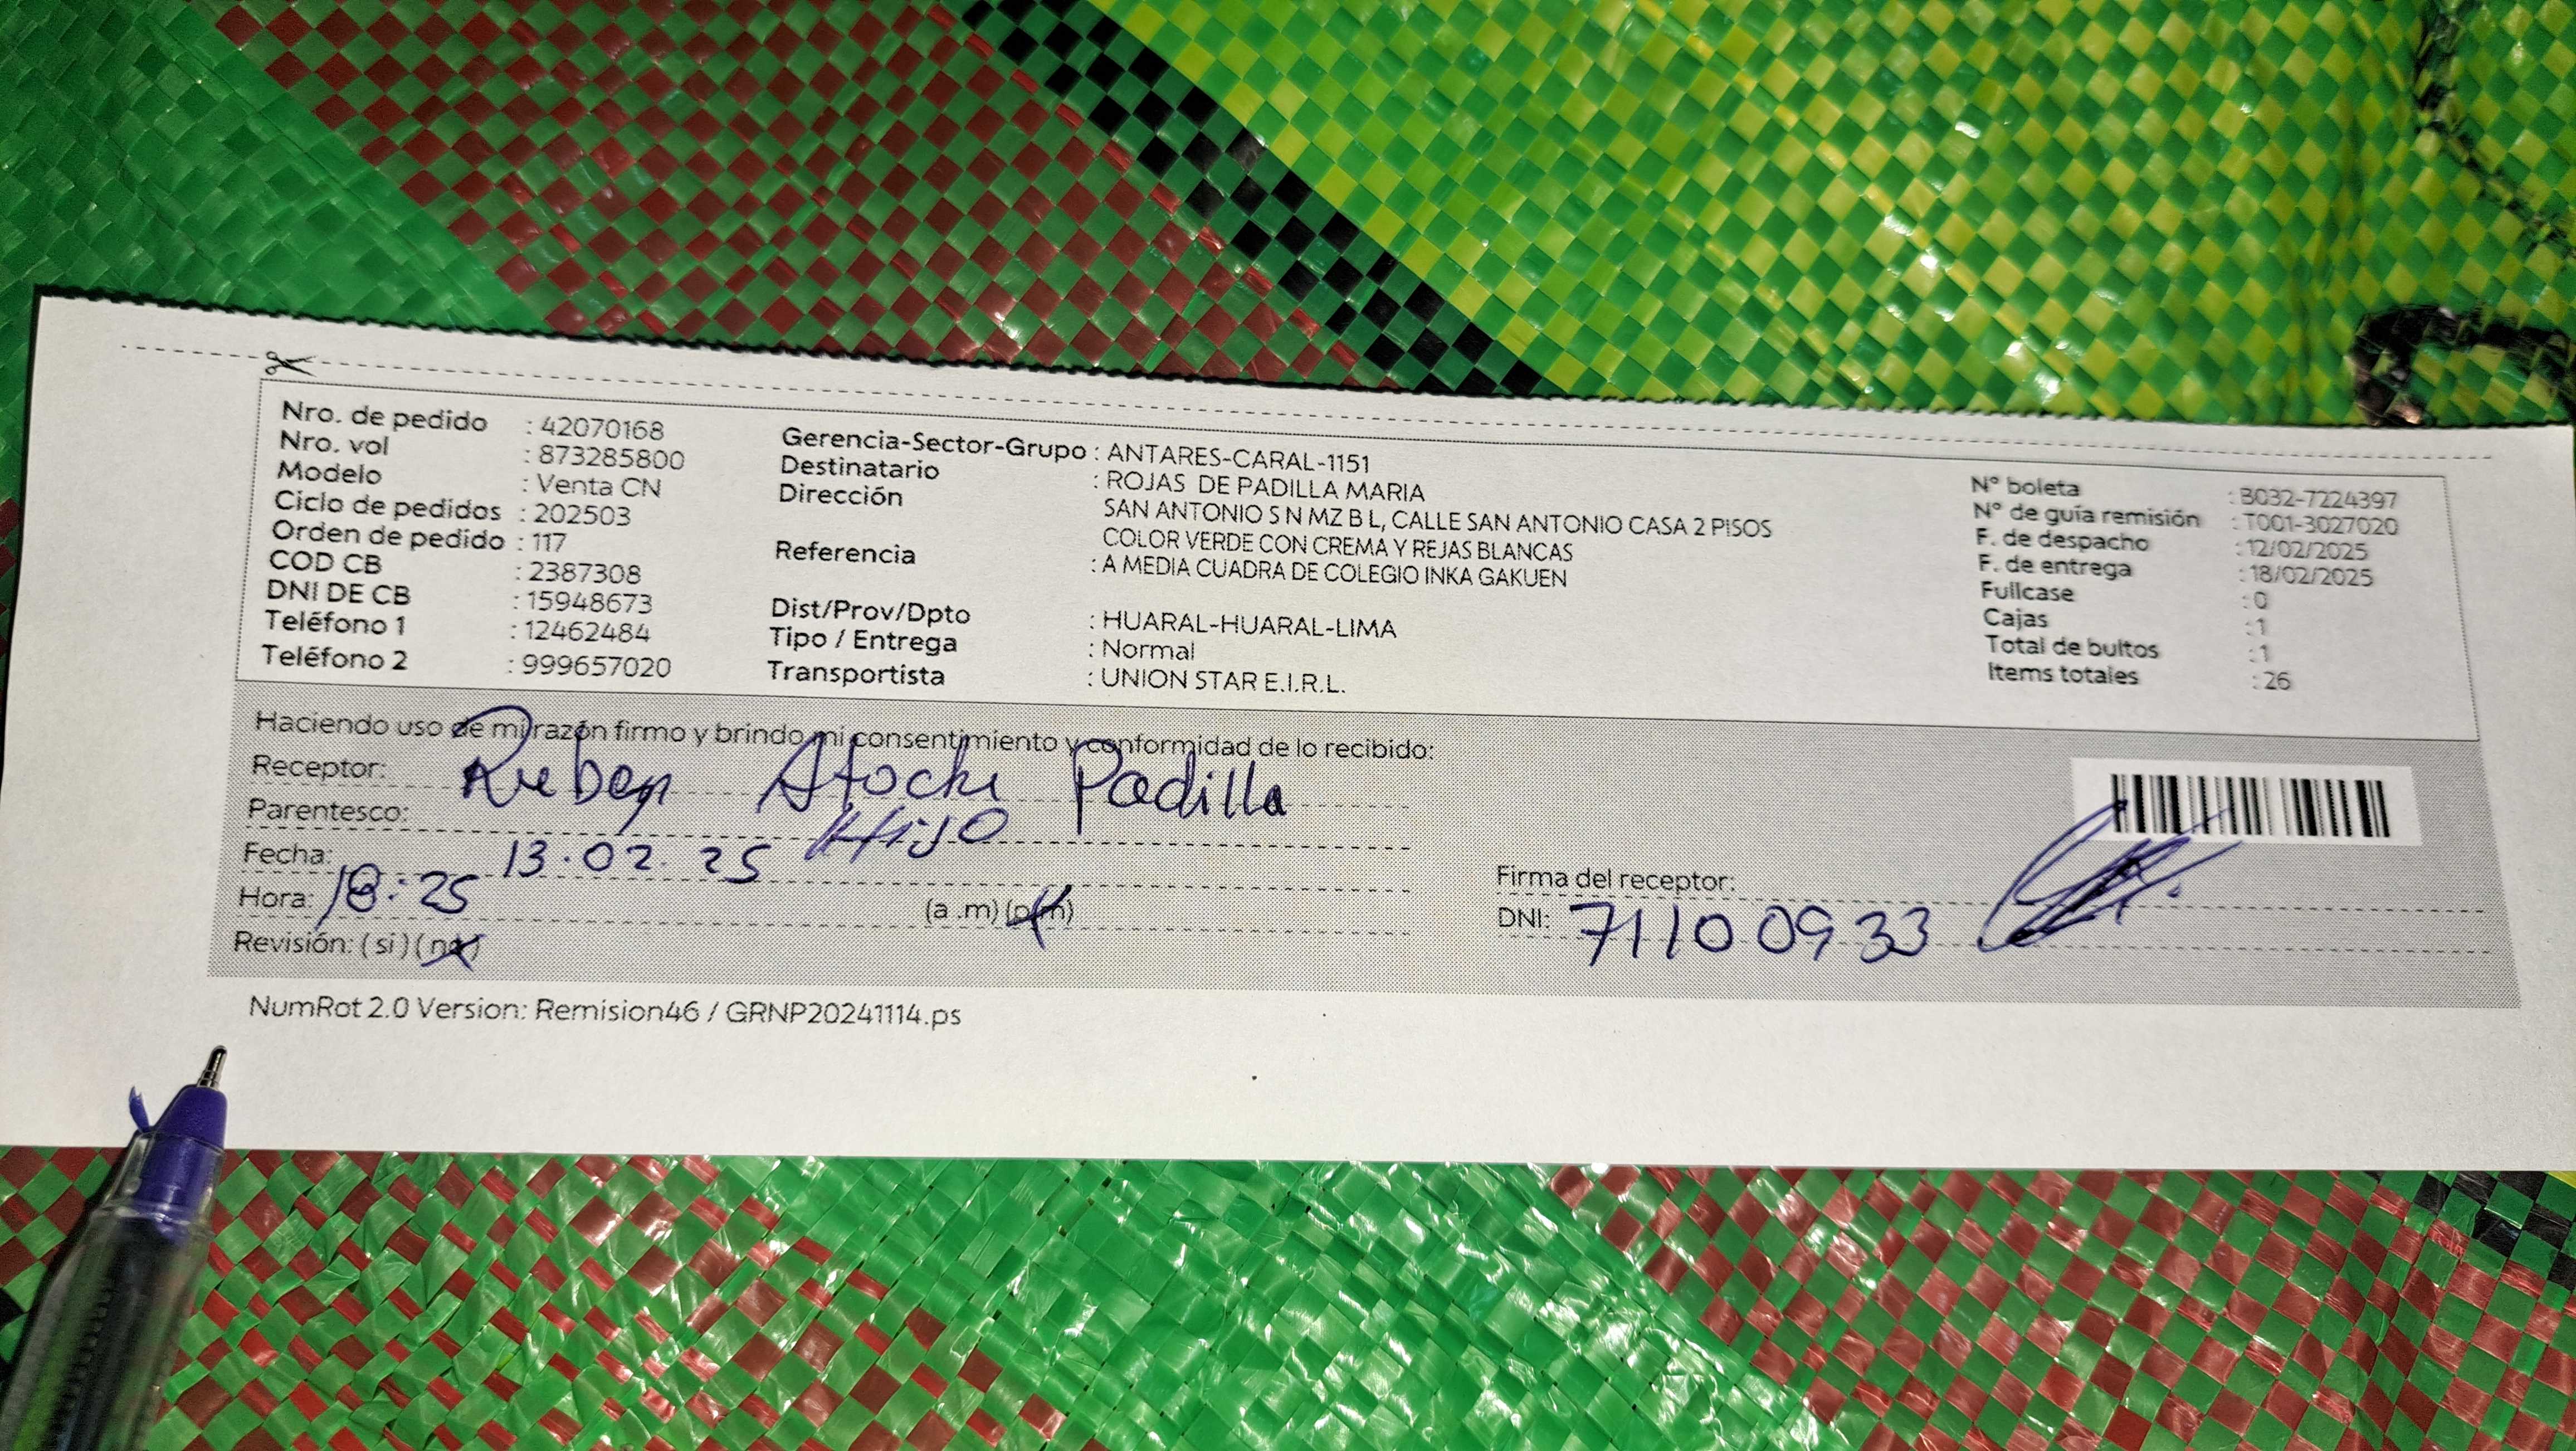 Nro. de pedido : 42070168
Nro. vol : 873285800
Modelo : Venta CN
Ciclo de pedidos : 202503
Orden de pedido : 117
COD CB : 2387308
DNI DE CB : 15948673
Teléfono 1 : 12462484
Teléfono 2 : 999657020
Gerencia-Sector-Grupo : ANTARES-CARAL-1151
Destinatario : ROJAS DE PADILLA MARIA
Dirección SAN ANTONIO S N MZ B L, CALLE SAN ANTONIO CASA 2 PISOS
COLOR VERDE CON CREMA Y REJAS BLANCAS
Referencia : A MEDIA CUADRA DE COLEGIO INKA GAKUEN
Dist/Prov/Dpto : HUARAL-HUARAL-LIMA
Tipo / Entrega : Normal
Transportista : UNION STAR E.I.R.L.
N° boleta : B032-7224397
N° de guía remisión : T001-3027020
F. de despacho : 12/02/2025
F. de entrega : 18/02/2025
Fullcase : 0
Cajas : 1
Total de bultos : 1
Items totales : 26
Haciendo uso de mi razón firmo y brindo mi consentimiento y conformidad de lo recibido:
Receptor: Ruben Atoche Padilla
Parentesco: Hijo
Fecha: 13.02.25
Hora: 18:25 (a .m) (p.m)
Revisión: ( si ) ( no )
Firma del receptor:
DNI: 71100933
NumRot 2.0 Version: Remision46 / GRNP20241114.ps